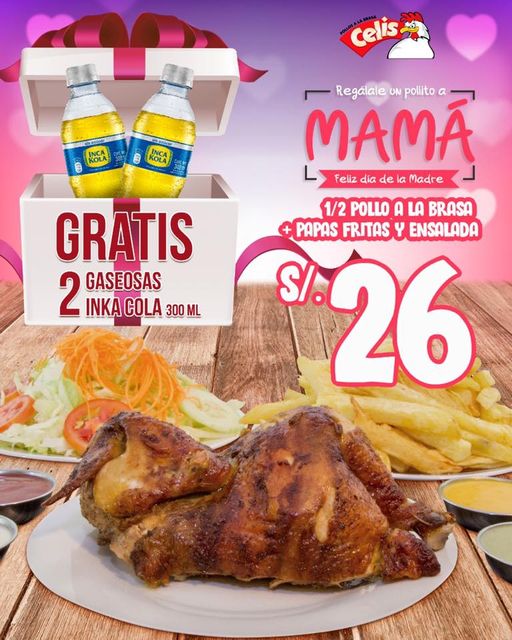 POLLOS A LA BRASA
Celis
Regálale un pollito a
MAMÁ
Feliz día de la Madre
1/2 POLLO A LA BRASA
+ PAPAS FRITAS Y ENSALADA
S/. 26
INCA KOLA
INCA KOLA
GRATIS
2 GASEOSAS
INKA COLA 300 ML